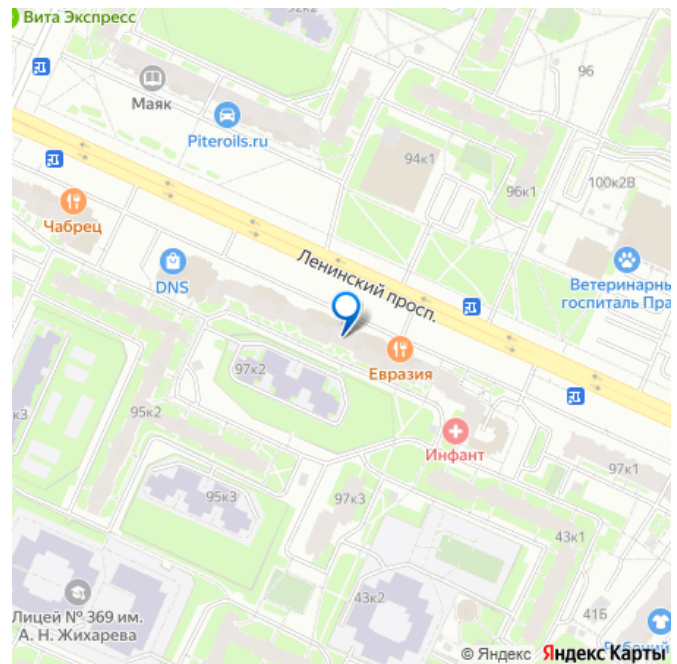 Вита Экспресс
96
Маяк
Piteroils.ru
94к1
96к1
100к2В
Чабрец
DNS
Ленинский просп.
Ветеринарны
госпиталь Пра
Евразия
97к2
к3
95к2
Инфант
97к1
95к3
97к3
43к1
43к2
Лицей № 369 им.
А. Н. Жихарева
41Б
© Яндекс Яндекс Карты